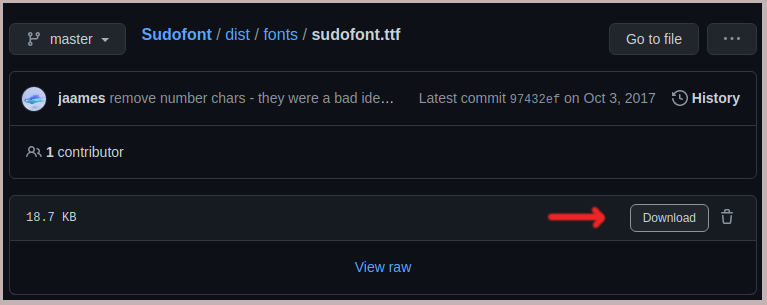 master Sudofont / dist / fonts / sudofont.ttf Go to file ...
jaames remove number chars - they were a bad ide... Latest commit 97432ef on Oct 3, 2017 History
1 contributor
18.7 KB Download
View raw